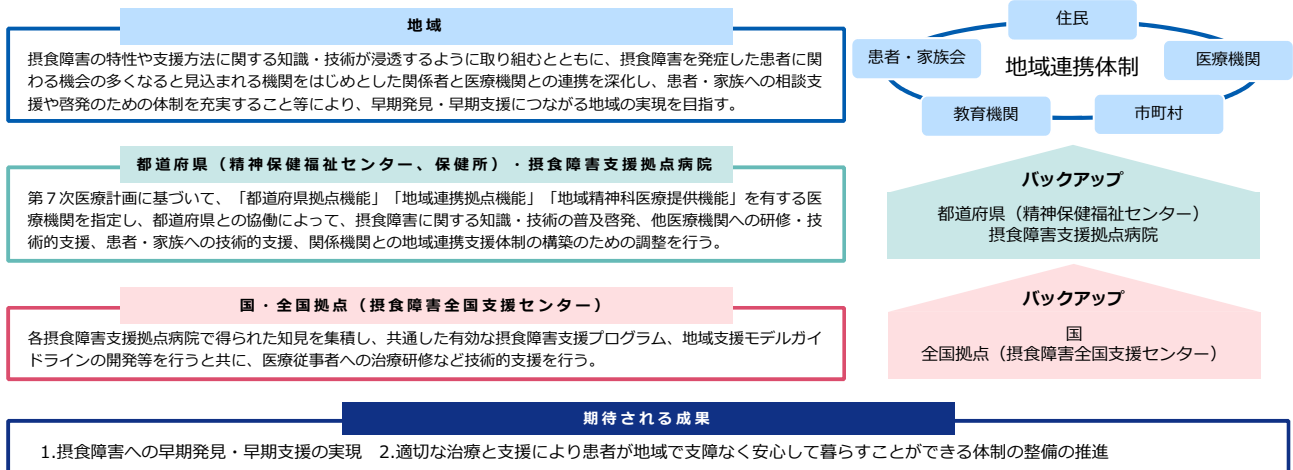 地域
摂食障害の特性や支援方法に関する知識・技術が浸透するように取り組むとともに、摂食障害を発症した患者に関
わる機会の多くなると見込まれる機関をはじめとした関係者と医療機関との連携を深化し、患者・家族への相談支
援や啓発のための体制を充実すること等により、早期発見・早期支援につながる地域の実現を目指す。
住民
患者・家族会
地域連携体制
医療機関
教育機関
市町村
都道府県（精神保健福祉センター、保健所）・摂食障害支援拠点病院
第７次医療計画に基づいて、「都道府県拠点機能」「地域連携拠点機能」「地域精神科医療提供機能」を有する医
療機関を指定し、都道府県との協働によって、摂食障害に関する知識・技術の普及啓発、他医療機関への研修・技
術的支援、患者・家族への技術的支援、関係機関との地域連携支援体制の構築のための調整を行う。
バックアップ
都道府県（精神保健福祉センター）
摂食障害支援拠点病院
国・全国拠点（摂食障害全国支援センター）
各摂食障害支援拠点病院で得られた知見を集積し、共通した有効な摂食障害支援プログラム、地域支援モデルガイ
ドラインの開発等を行うと共に、医療従事者への治療研修など技術的支援を行う。
バックアップ
国
全国拠点（摂食障害全国支援センター）
期待される成果
1.摂食障害への早期発見・早期支援の実現　2.適切な治療と支援により患者が地域で支障なく安心して暮らすことができる体制の整備の推進